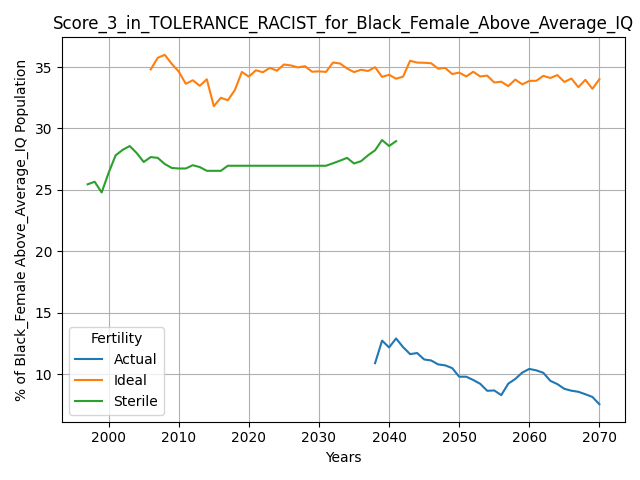 Score_3_in_TOLERANCE_RACIST_for_Black_Female_Above_Average_IQ
% of Black_Female Above_Average_IQ Population
35
30
25
20
15
10
Fertility
Actual
Ideal
Sterile
2000 2010 2020 2030 2040 2050 2060 2070
Years